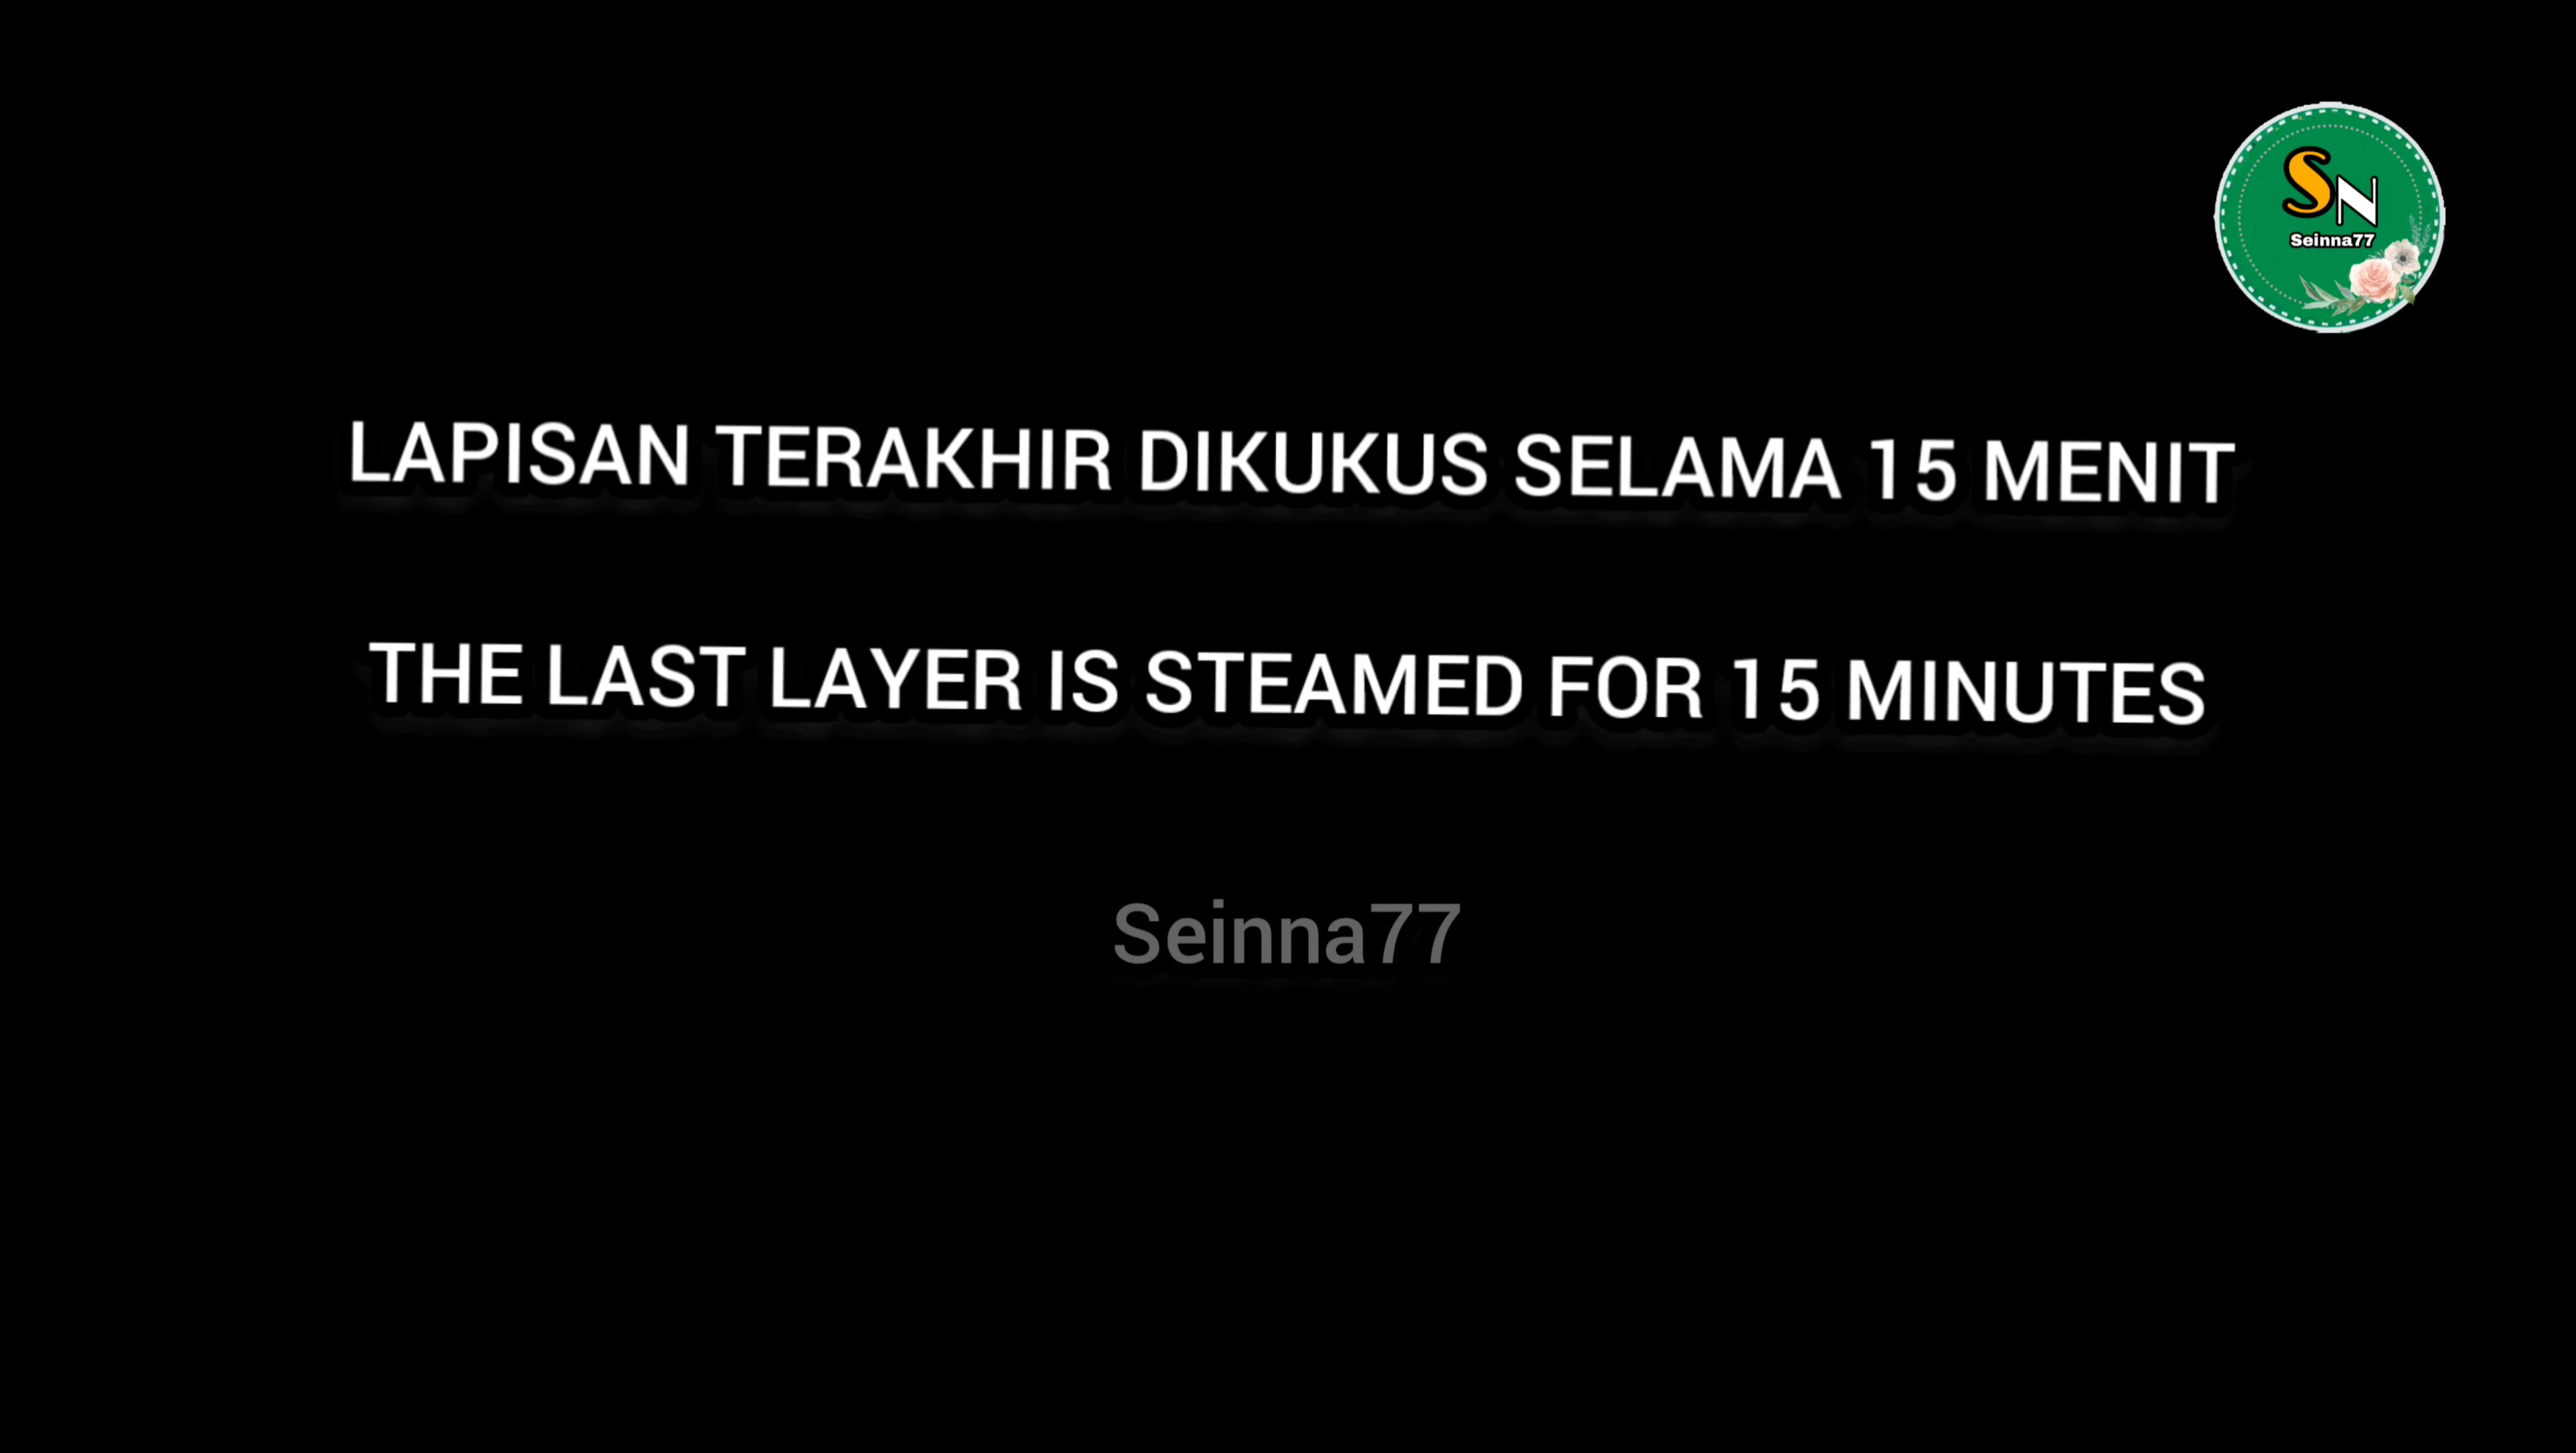 SN
Seinna77
LAPISAN TERAKHIR DIKUKUS SELAMA 15 MENIT
THE LAST LAYER IS STEAMED FOR 15 MINUTES
Seinna77